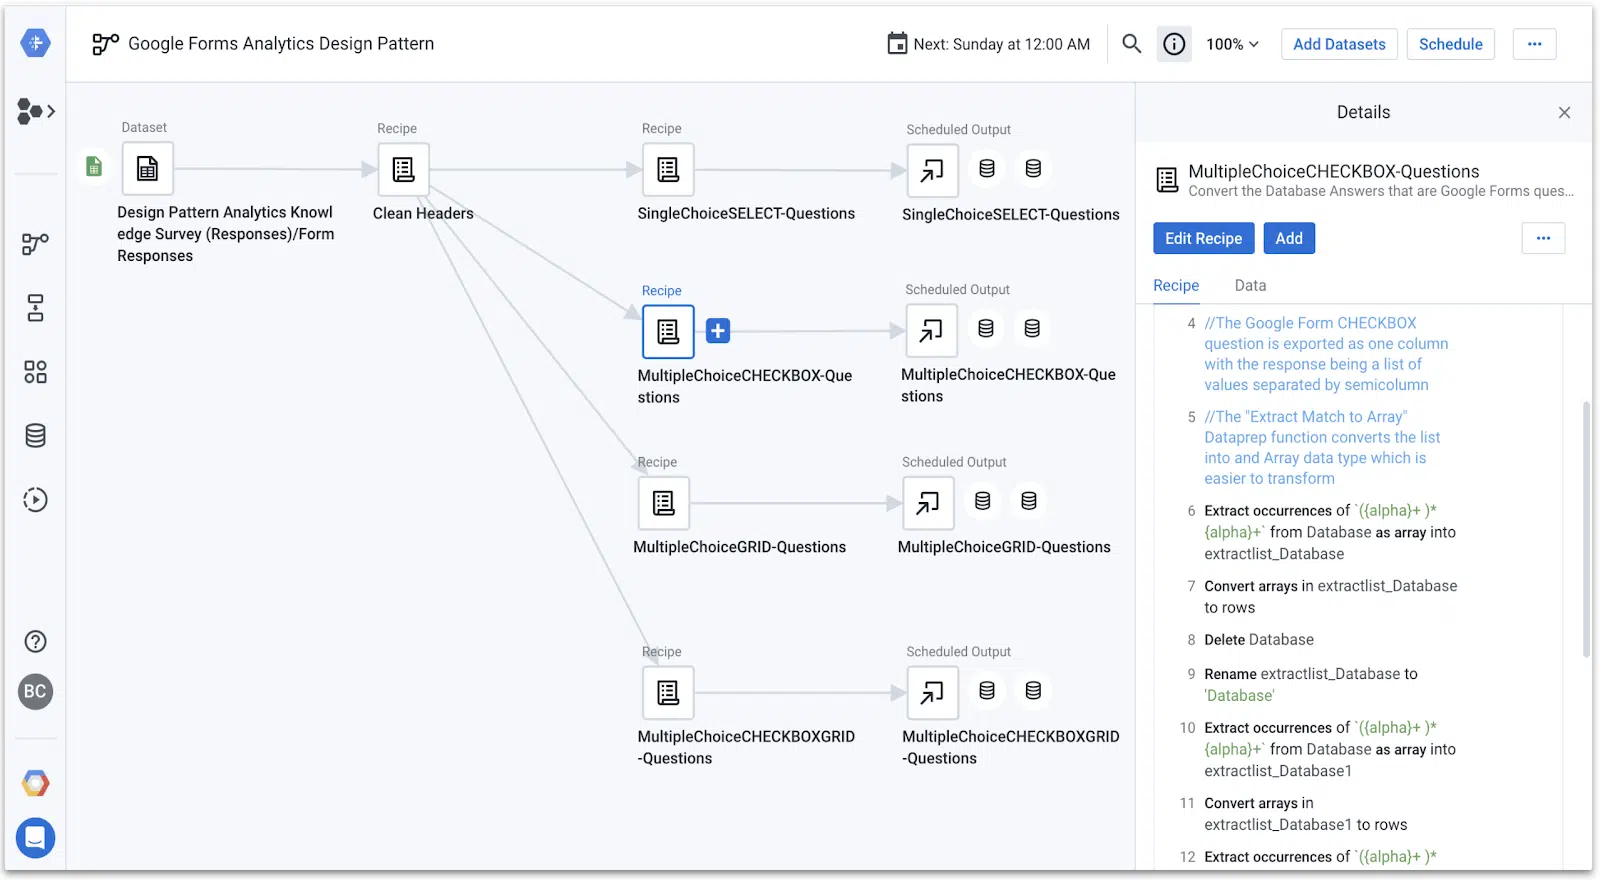 Google Forms Analytics Design Pattern
Next: Sunday at 12:00 AM
100%
Add Datasets
Schedule
Dataset
Design Pattern Analytics Knowl
edge Survey (Responses)/Form
Responses
Recipe
Clean Headers
Recipe
SingleChoiceSELECT-Questions
Scheduled Output
SingleChoiceSELECT-Questions
Recipe
MultipleChoiceCHECKBOX-Que
stions
Scheduled Output
MultipleChoiceCHECKBOX-Que
stions
Recipe
MultipleChoiceGRID-Questions
Scheduled Output
MultipleChoiceGRID-Questions
Recipe
MultipleChoiceCHECKBOXGRID
-Questions
Scheduled Output
MultipleChoiceCHECKBOXGRID
-Questions
BC
Details
MultipleChoiceCHECKBOX-Questions
Convert the Database Answers that are Google Forms ques...
Edit Recipe
Add
Recipe
Data
4 //The Google Form CHECKBOX
question is exported as one column
with the response being a list of
values separated by semicolumn
5 //The "Extract Match to Array"
Dataprep function converts the list
into and Array data type which is
easier to transform
6 Extract occurrences of `({alpha}+ )*
{alpha}+` from Database as array into
extractlist_Database
7 Convert arrays in extractlist_Database
to rows
8 Delete Database
9 Rename extractlist_Database to
'Database'
10 Extract occurrences of `({alpha}+ )*
{alpha}+` from Database as array into
extractlist_Database1
11 Convert arrays in
extractlist_Database1 to rows
12 Extract occurrences of `({alpha}+ )*